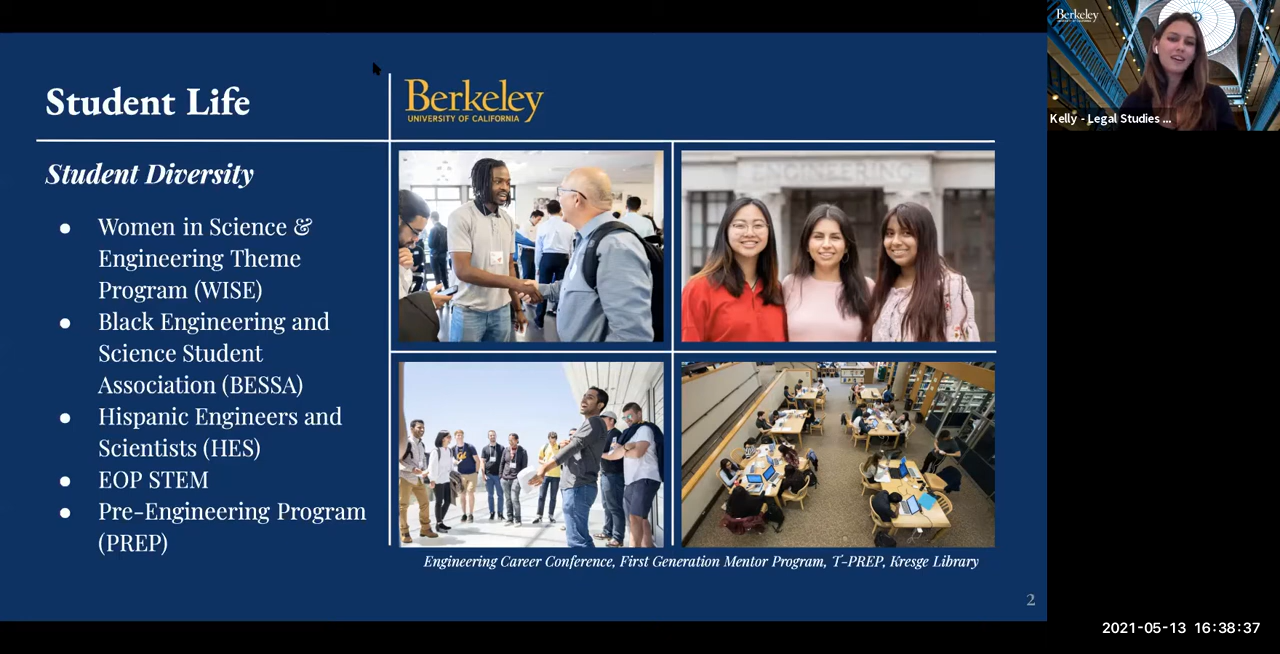 Student Life
Berkeley
UNIVERSITY OF CALIFORNIA
Student Diversity
● Women in Science &
Engineering Theme
Program (WISE)
● Black Engineering and
Science Student
Association (BESSA)
● Hispanic Engineers and
Scientists (HES)
● EOP STEM
● Pre-Engineering Program
(PREP)
ENGINEERING
Engineering Career Conference, First Generation Mentor Program, T-PREP, Kresge Library
2
Berkeley
Kelly - Legal Studies ...
2021-05-13 16:38:37